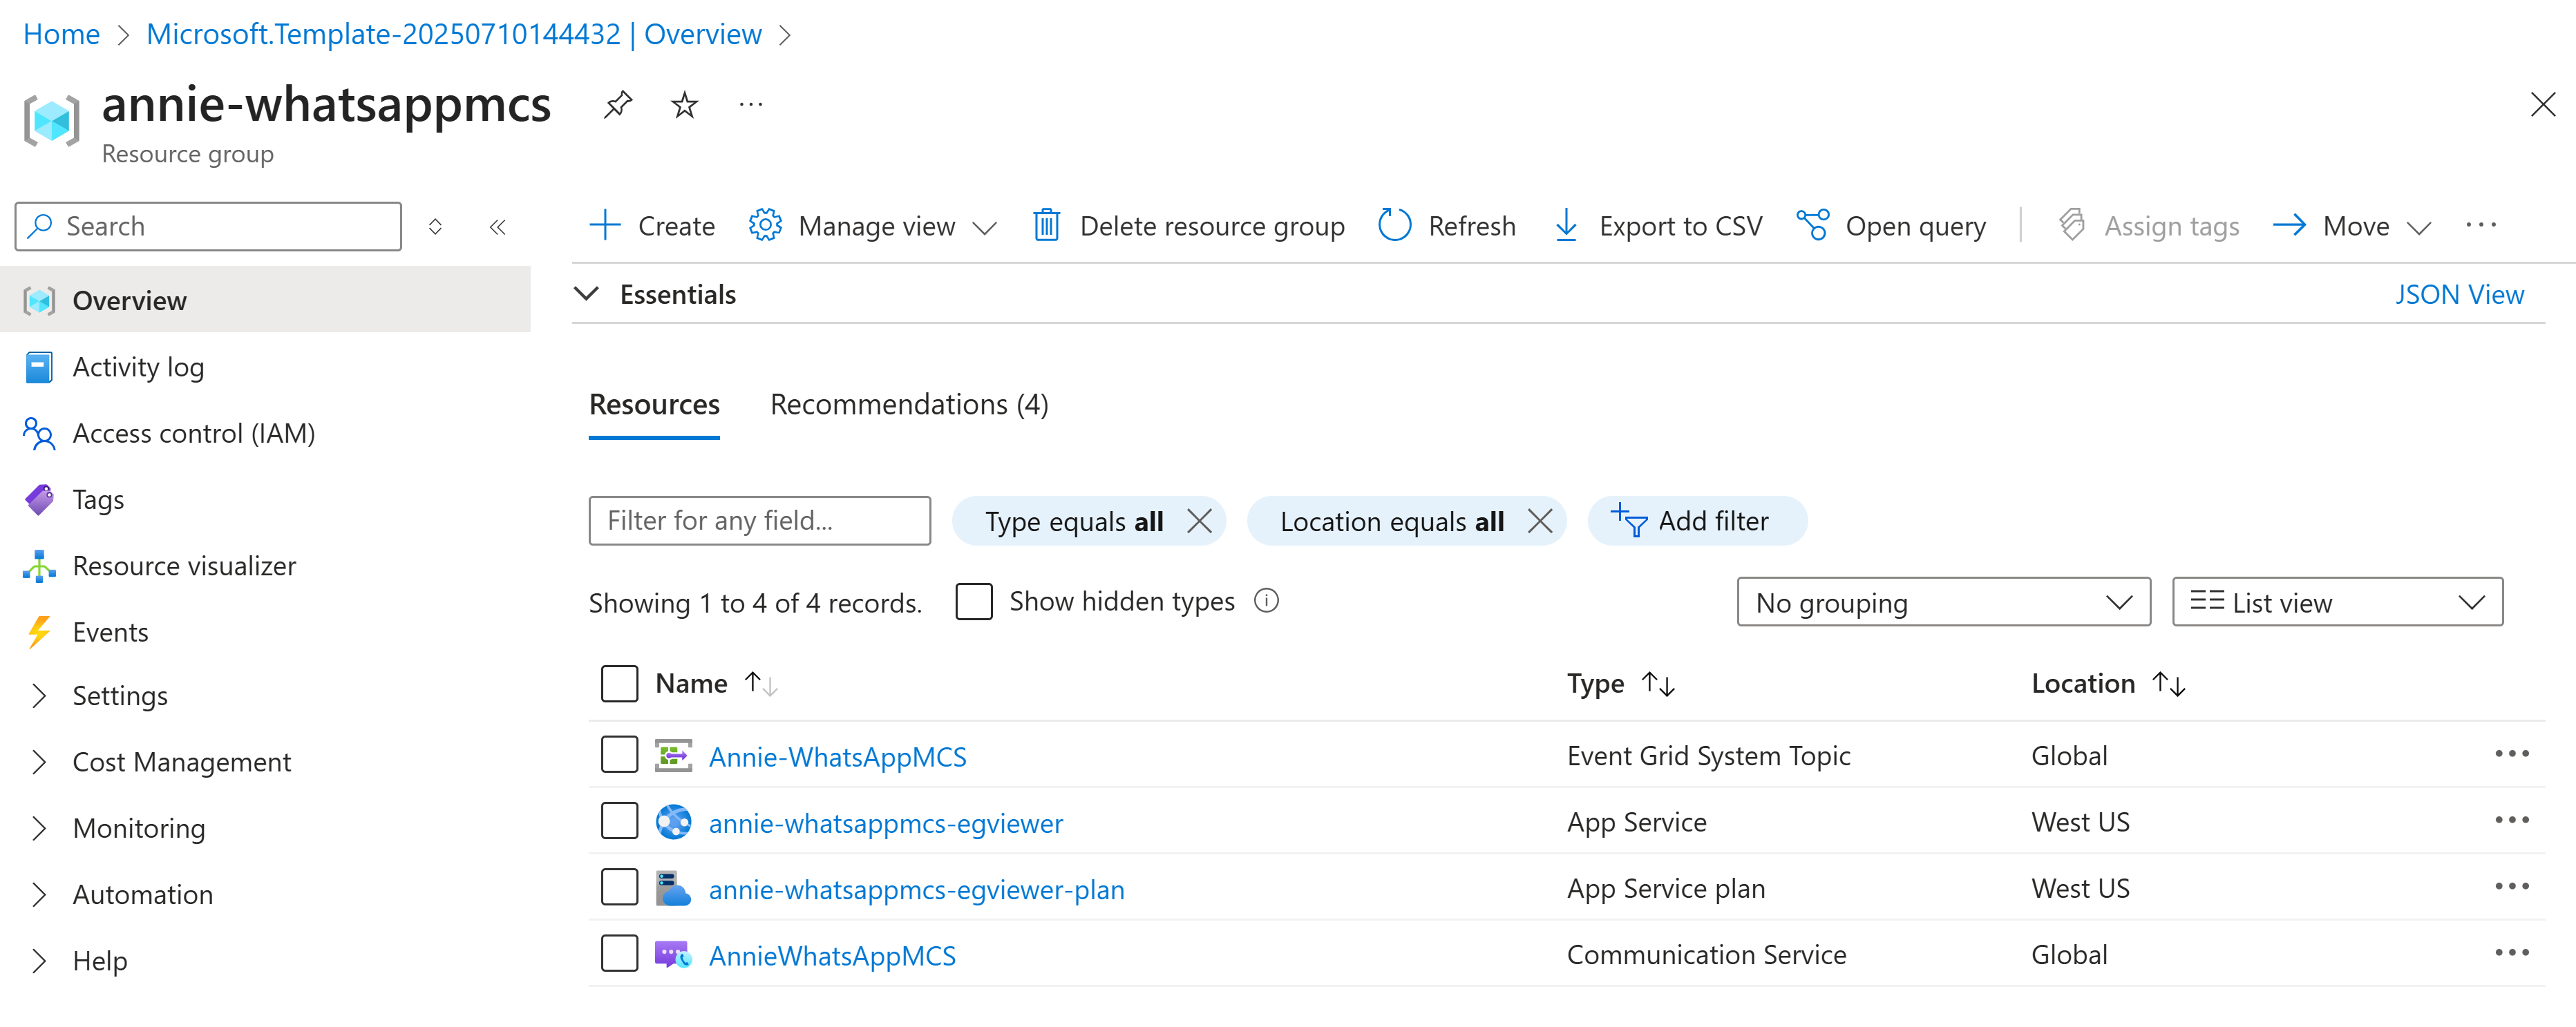 Home > Microsoft.Template-20250710144432 | Overview >
annie-whatsappmcs
Resource group
Search
Overview
Activity log
Access control (IAM)
Tags
Resource visualizer
Events
Settings
Cost Management
Monitoring
Automation
Help
Create Manage view Delete resource group Refresh Export to CSV Open query Assign tags Move
Essentials JSON View
Resources Recommendations (4)
Filter for any field... Type equals all Location equals all Add filter
Showing 1 to 4 of 4 records. Show hidden types No grouping List view
Name Type Location
Annie-WhatsAppMCS Event Grid System Topic Global
annie-whatsappmcs-egviewer App Service West US
annie-whatsappmcs-egviewer-plan App Service plan West US
AnnieWhatsAppMCS Communication Service Global